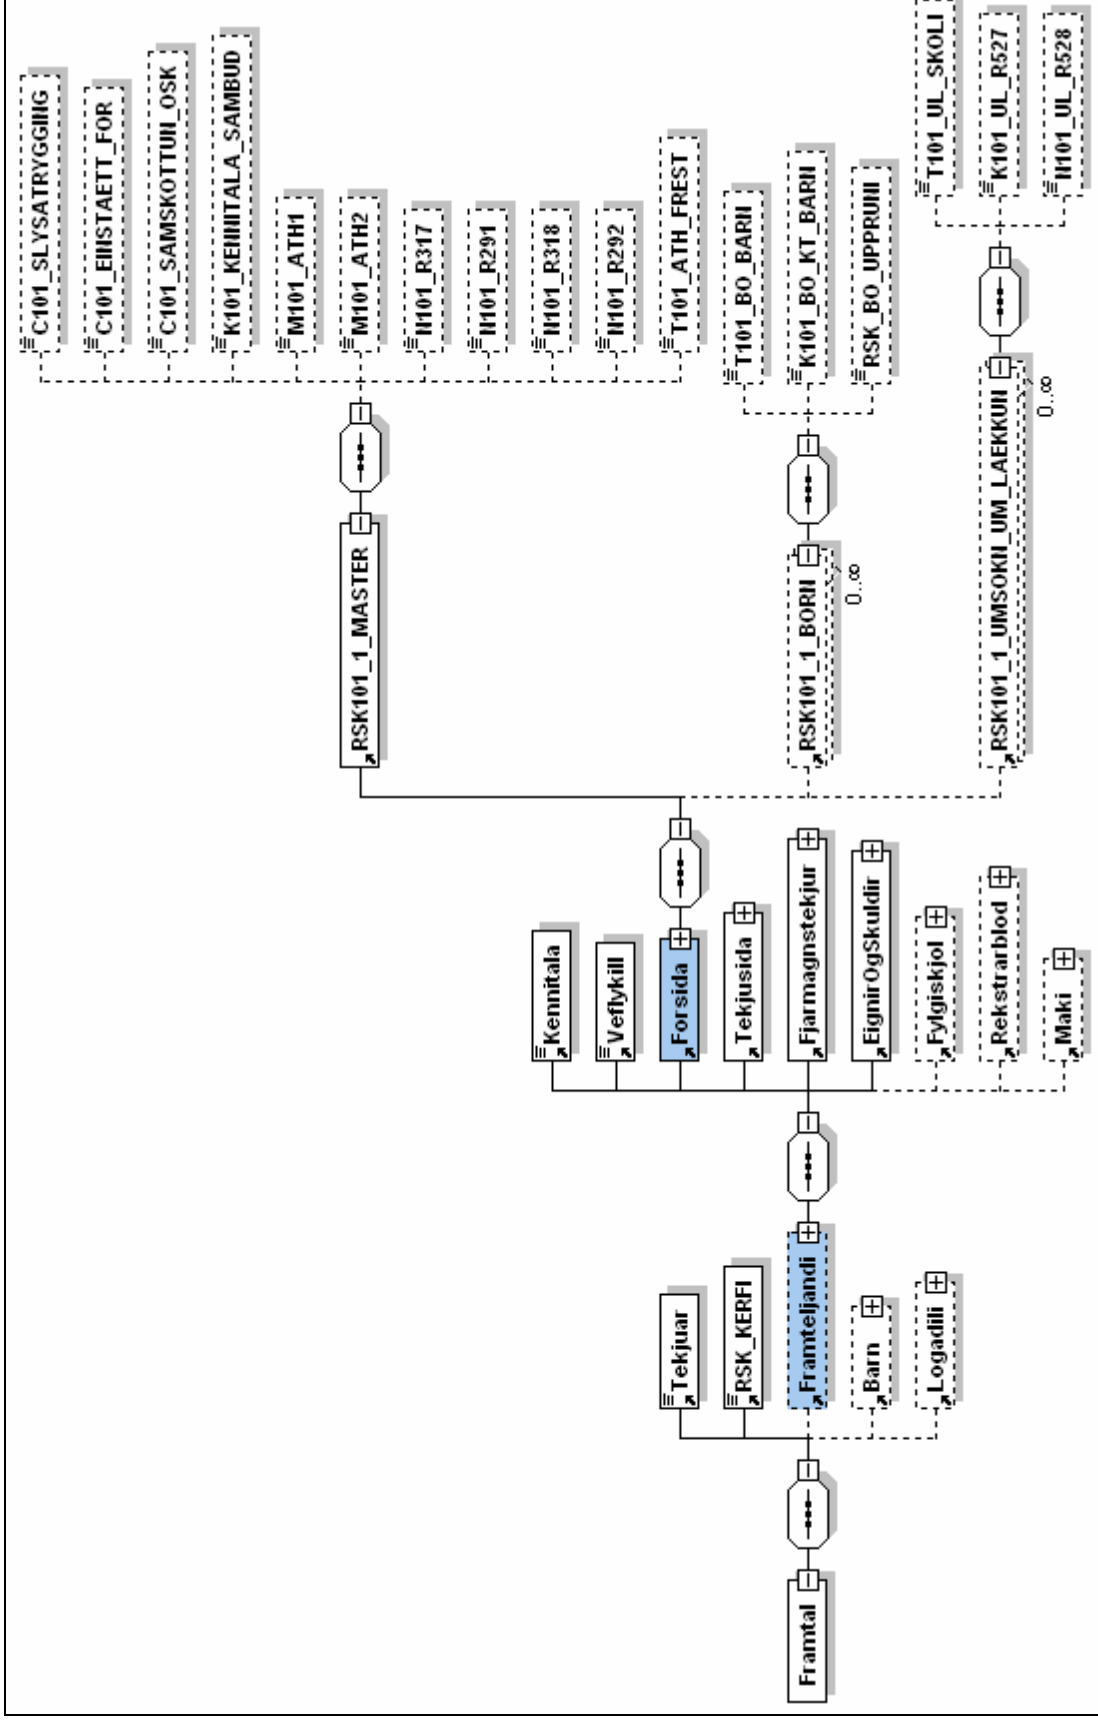 Framtal
Tekjuar
RSK_KERFI
Framteljandi
Barn
Logadili
Kennitala
Veflykill
Forsida
Tekjusida
Fjarmagnstekjur
EignirOgSkuldir
Fylgiskjol
Rekstrarblod
Maki
RSK101_1_MASTER
C101_SLYSATRYGGING
C101_EINSTAETT_FOR
C101_SAMSKOTTUN_OSK
K101_KENNITALA_SAMBUD
M101_ATH1
M101_ATH2
N101_R317
N101_R291
N101_R318
N101_R292
T101_ATH_FREST
RSK101_1_BORN
0..∞
T101_BO_BARN
K101_BO_KT_BARN
RSK_BO_UPPRUNI
RSK101_1_UMSOKN_UM_LAEKKUN
0..∞
T101_UL_SKOLI
K101_UL_R527
N101_UL_R528